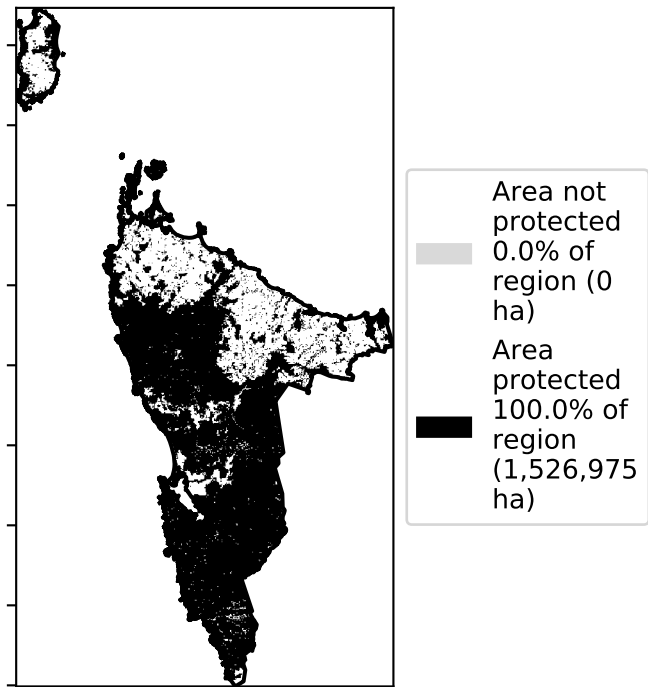 Area not
protected
0.0% of
region (0
ha)
Area
protected
100.0% of
region
(1,526,975
ha)